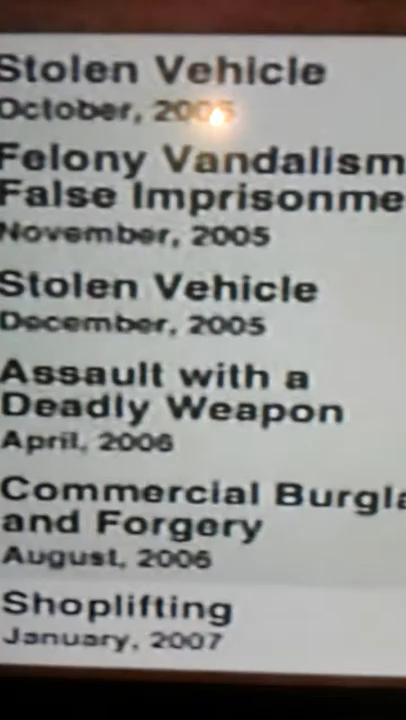 Stolen Vehicle
October, 2005
Felony Vandalism
False Imprisonme
November, 2005
Stolen Vehicle
December, 2005
Assault with a
Deadly Weapon
April, 2006
Commercial Burgla
and Forgery
August, 2006
Shoplifting
January, 2007